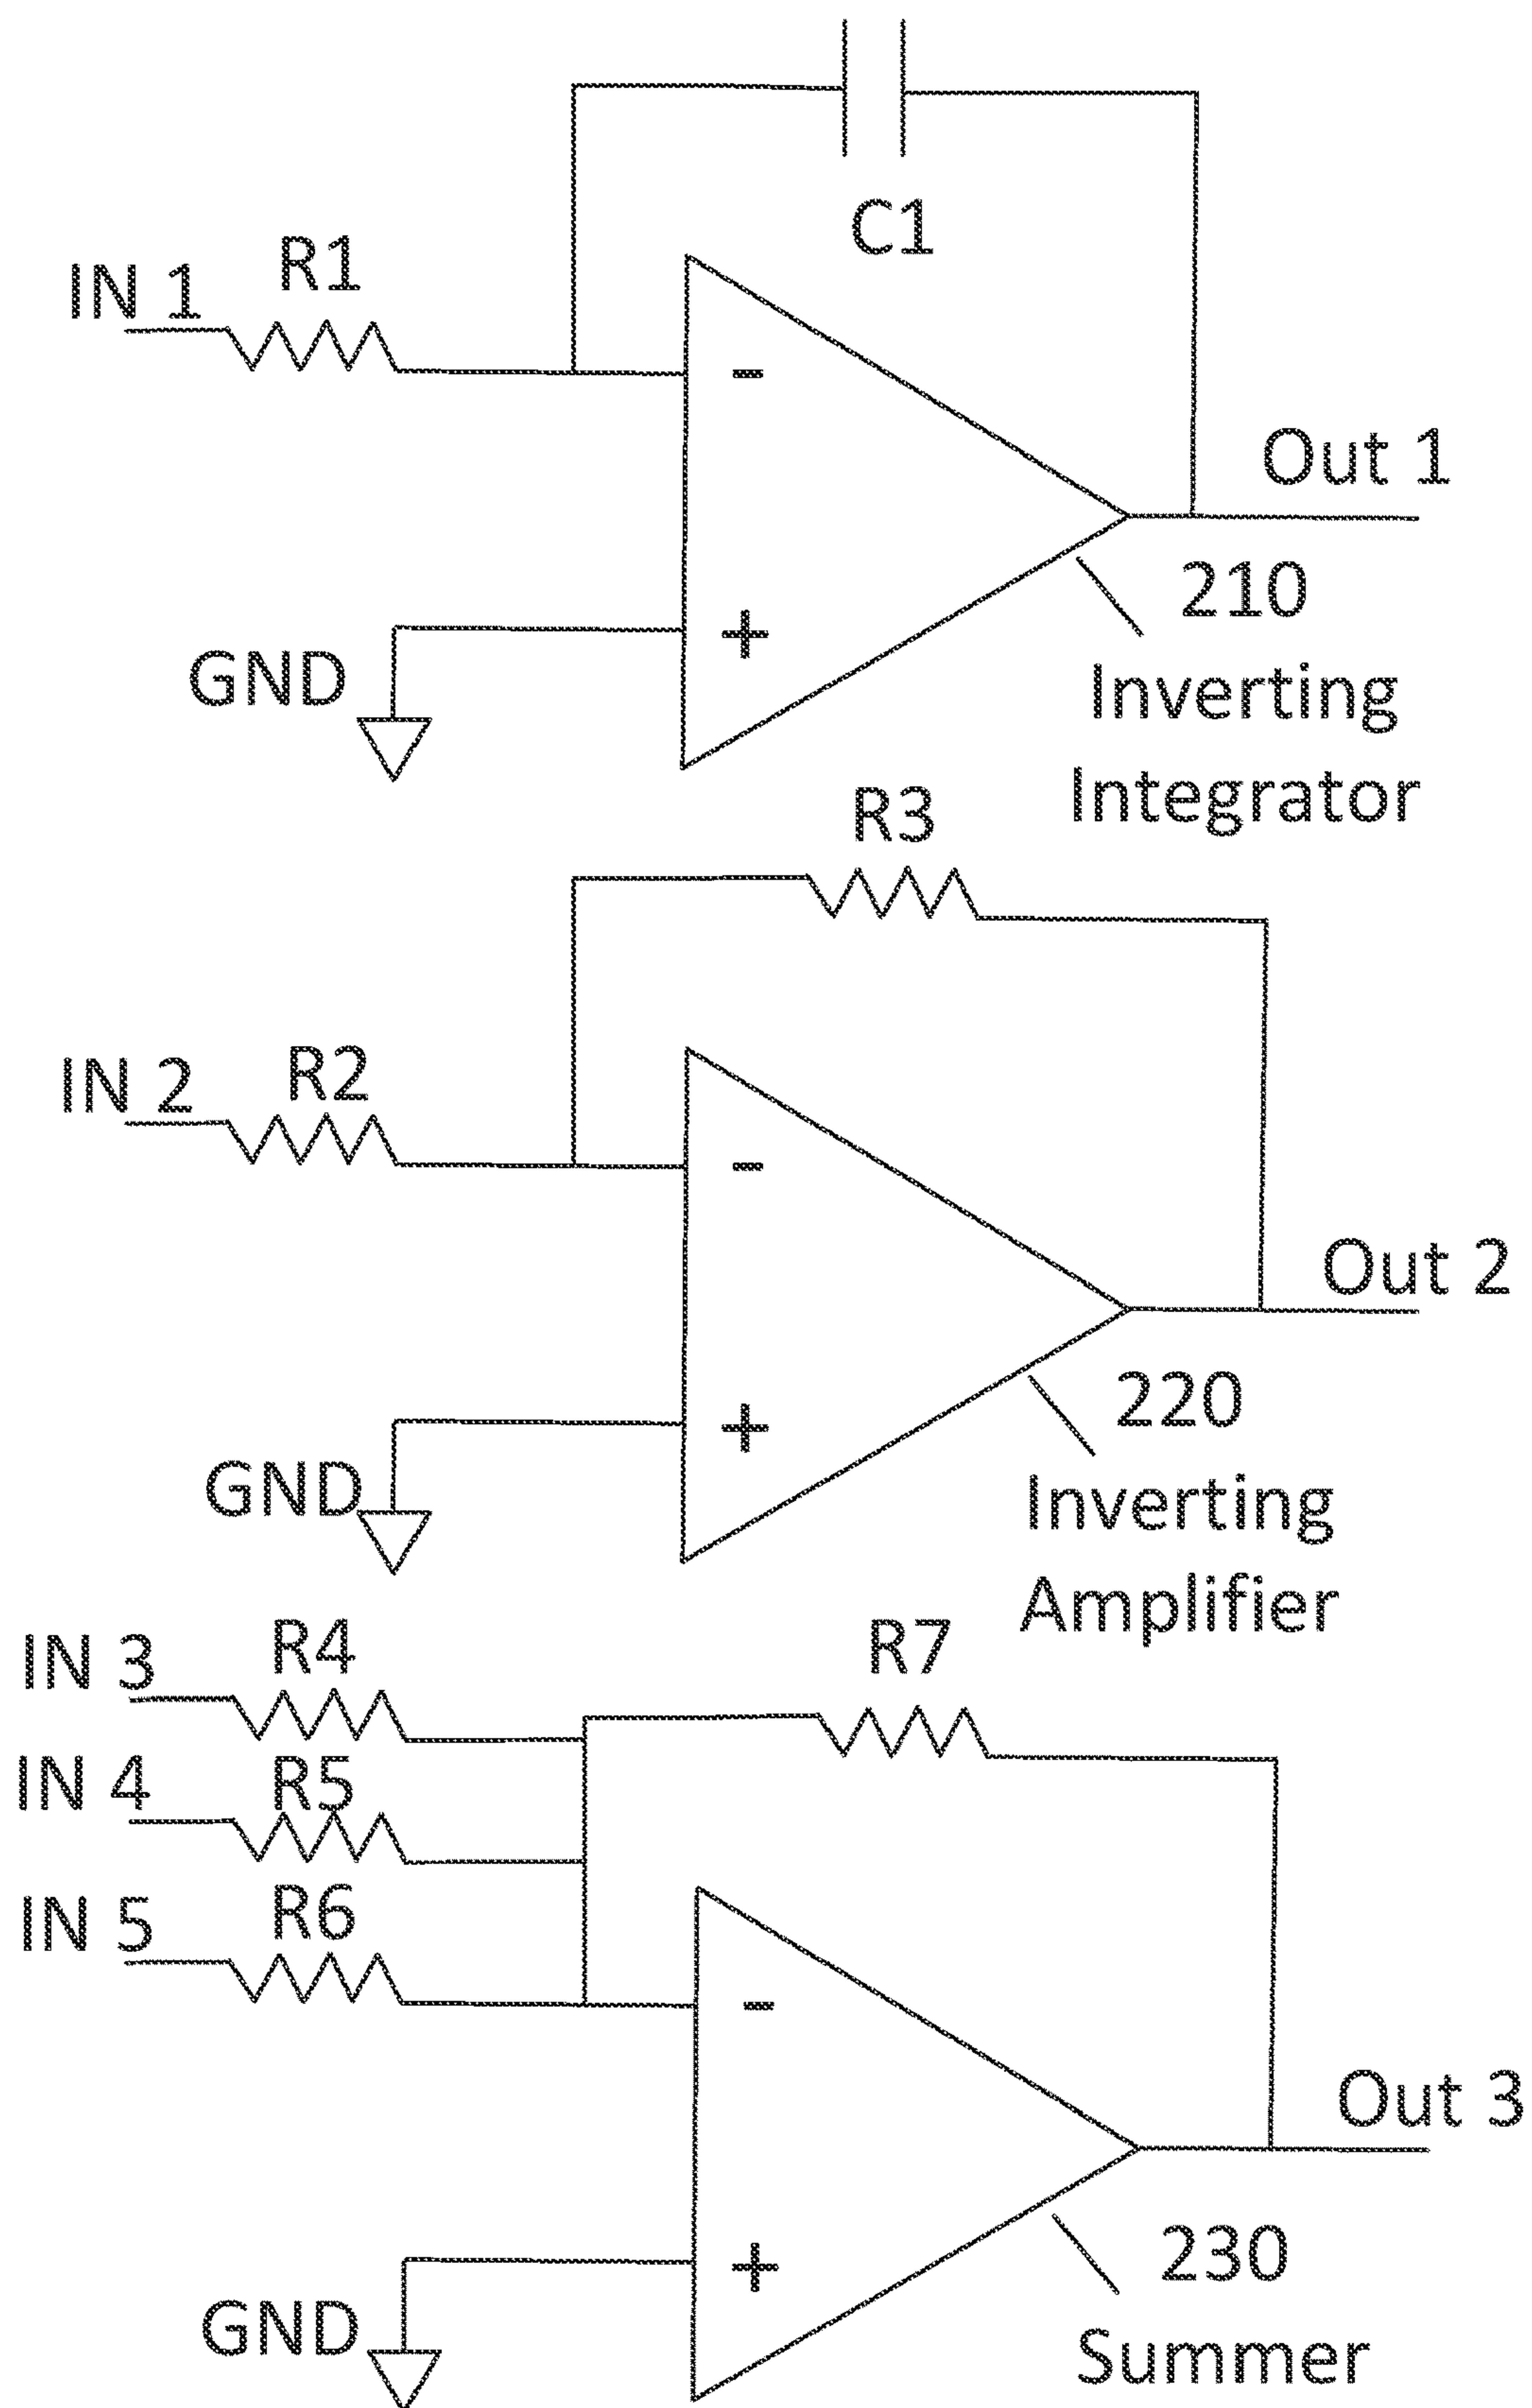 C1
R1
IN 1
-
Out 1
210
Inverting
Integrator
+
GND
R3
R2
IN 2
-
Out 2
220
Inverting
Amplifier
+
GND
IN 3
R4
R7
IN 4
R5
IN 5
R6
-
Out 3
230
Summer
+
GND